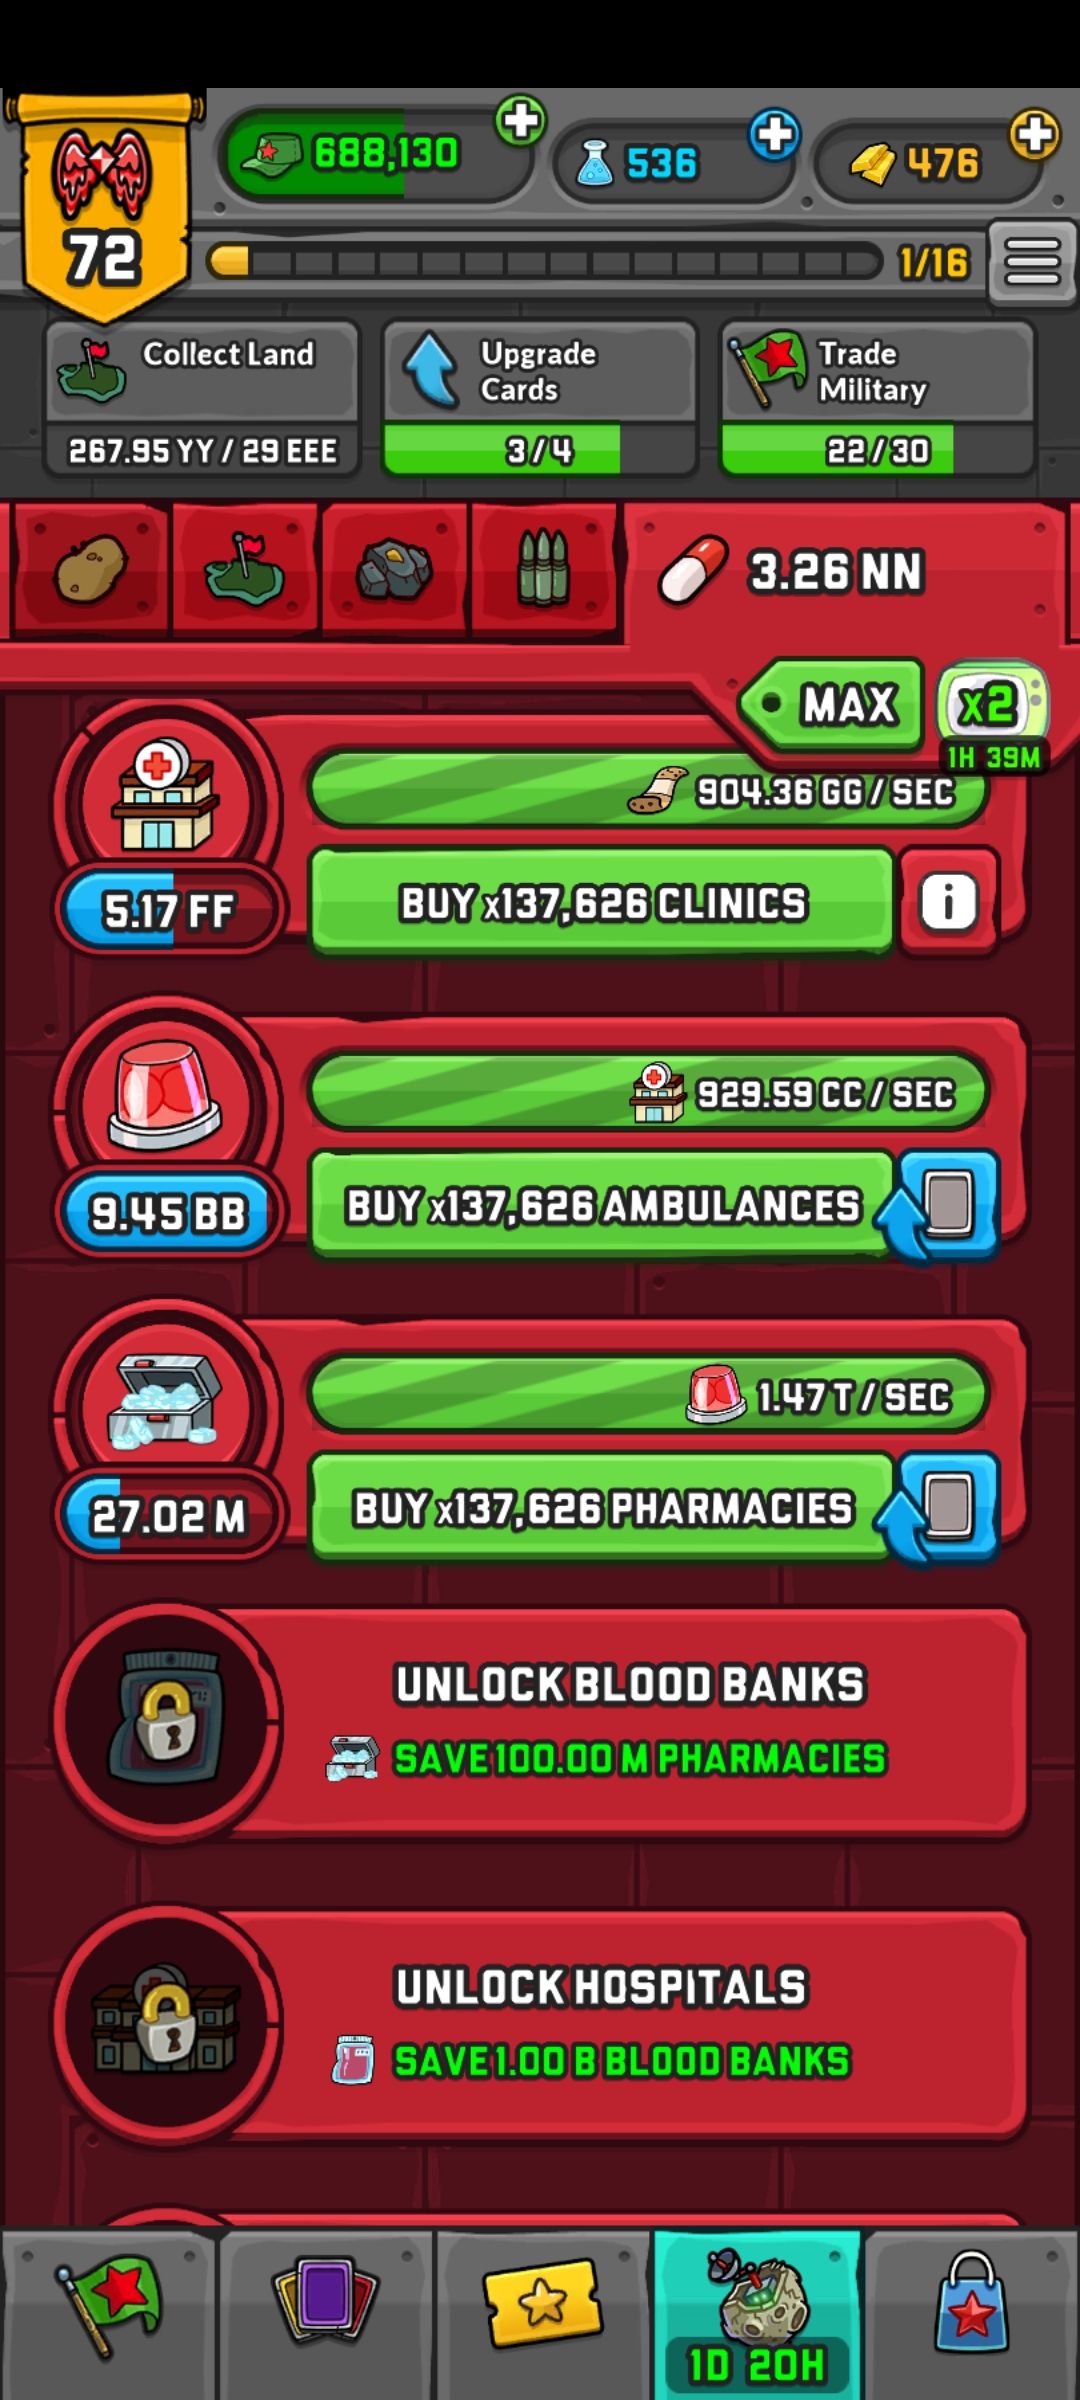 72
688,130
536
476
1/16
Collect Land
267.95 YY / 29 EEE
Upgrade
Cards
3/4
Trade
Military
22/30
3.26 NN
MAX
x2
1H 39M
904.36 GG / SEC
5.17 FF
BUY x137,626 CLINICS
i
929.59 CC / SEC
9.45 BB
BUY x137,626 AMBULANCES
1.47 T / SEC
27.02 M
BUY x137,626 PHARMACIES
UNLOCK BLOOD BANKS
SAVE 100.00 M PHARMACIES
UNLOCK HOSPITALS
SAVE 1.00 B BLOOD BANKS
1D 20H